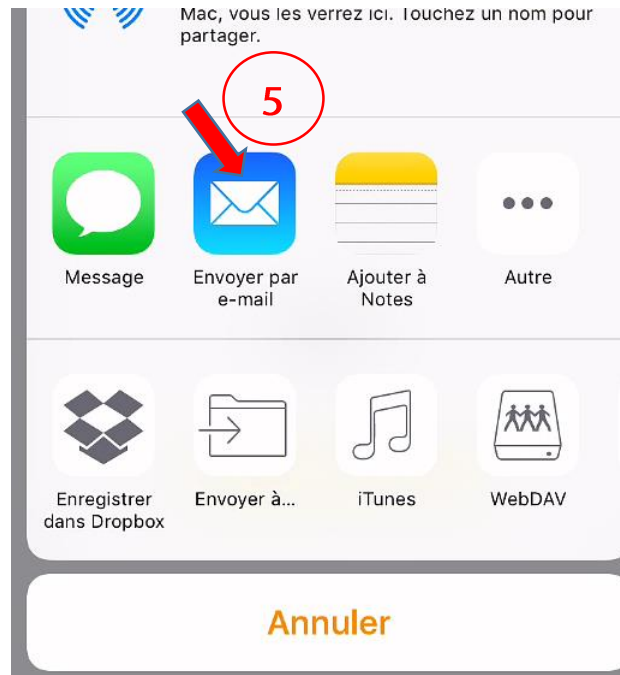 Mac, vous les verrez ici. Touchez un nom pour
partager.
5
Message
Envoyer par
e-mail
Ajouter à
Notes
Autre
Enregistrer
dans Dropbox
Envoyer à...
iTunes
WebDAV
Annuler